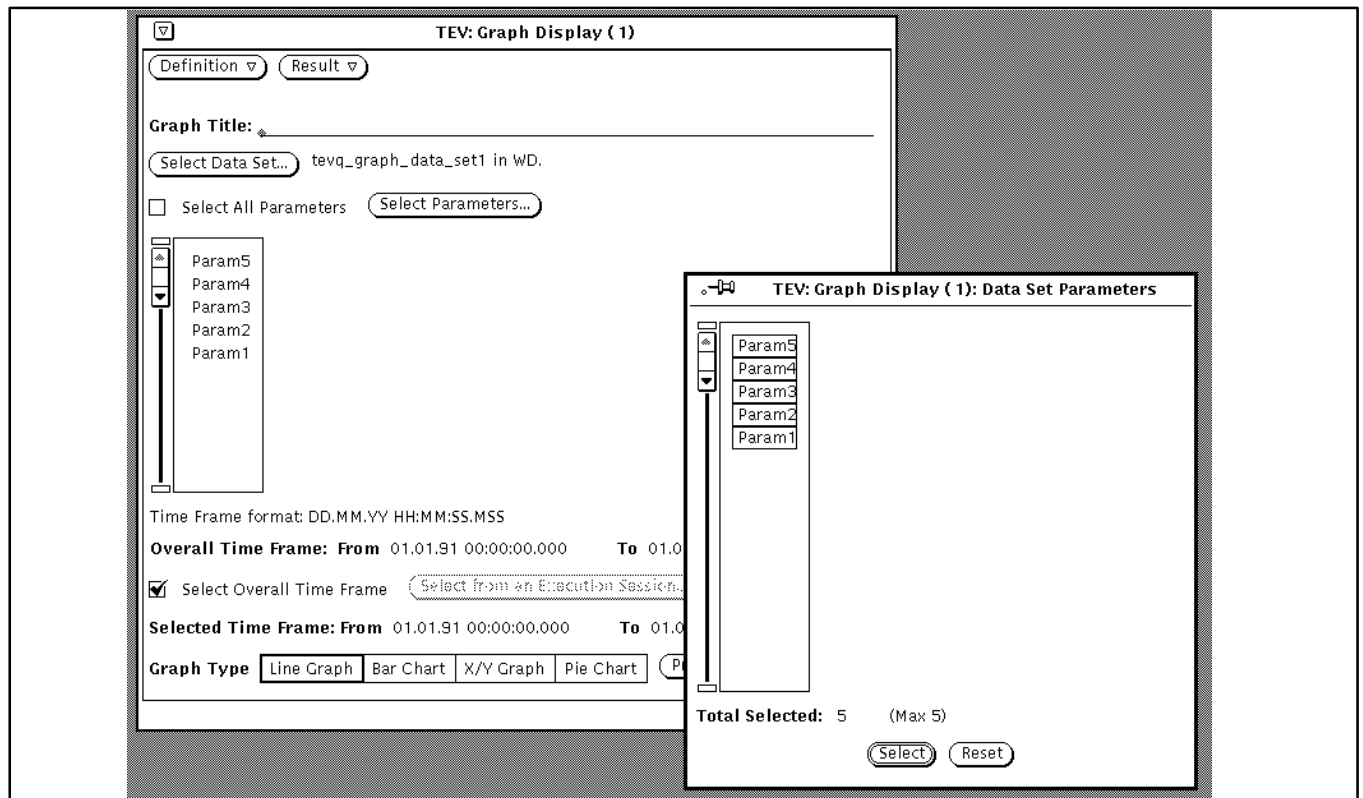 TEV: Graph Display ( 1)
Definition Result
Graph Title:
Select Data Set... tevq_graph_data_set1 in WD.
Select All Parameters Select Parameters...
Param5
Param4
Param3
Param2
Param1
Time Frame format: DD.MM.YY HH:MM:SS.MSS
Overall Time Frame: From 01.01.91 00:00:00.000 To 01.0
Select Overall Time Frame Select from an Execution Session..
Selected Time Frame: From 01.01.91 00:00:00.000 To 01.0
Graph Type Line Graph Bar Chart X/Y Graph Pie Chart
TEV: Graph Display ( 1): Data Set Parameters
Param5
Param4
Param3
Param2
Param1
Total Selected: 5 (Max 5)
Select Reset